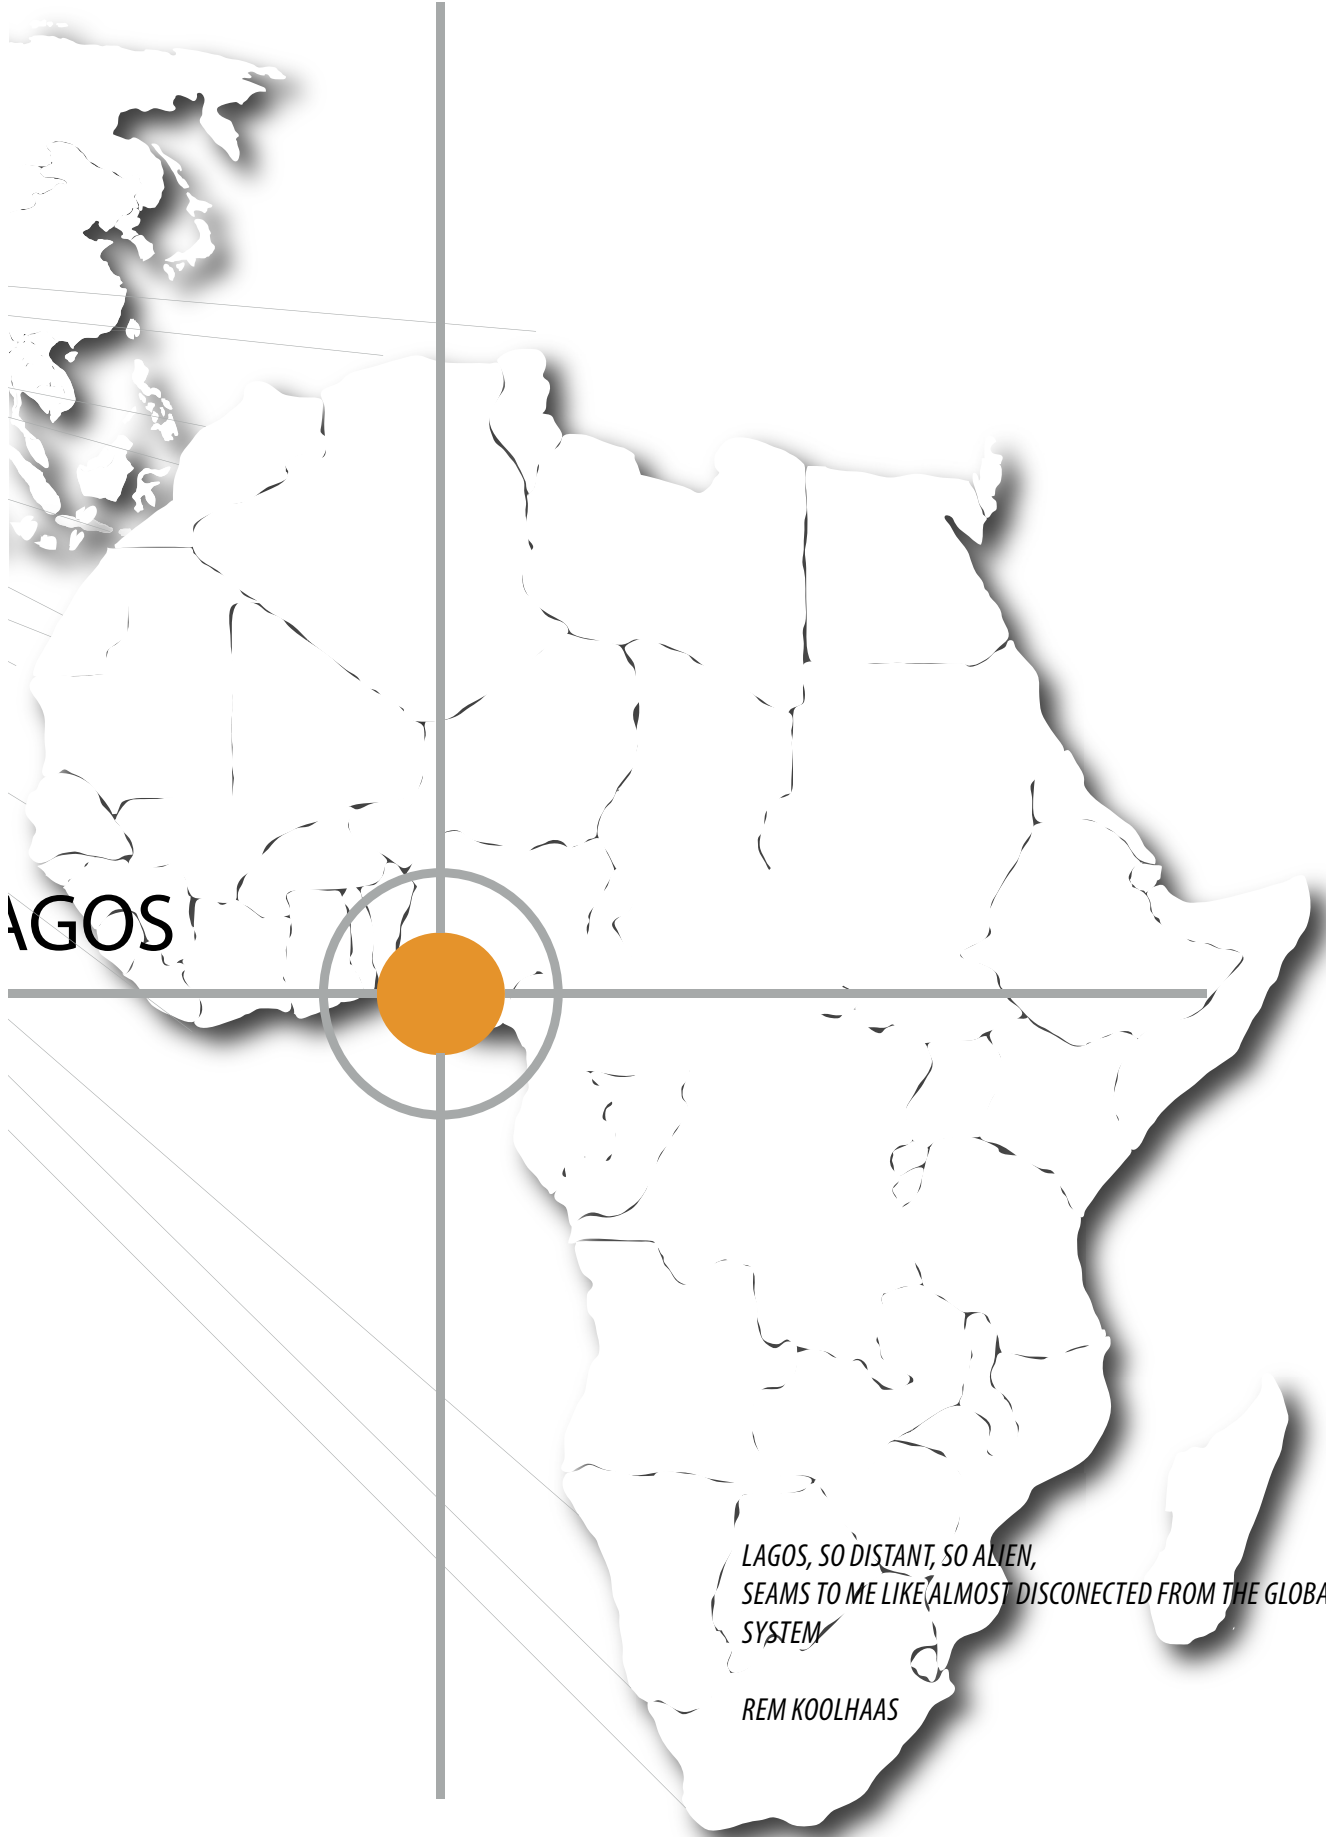 AGOS
LAGOS, SO DISTANT, SO ALIEN,
SEAMS TO ME LIKE ALMOST DISCONECTED FROM THE GLOBA
SYSTEM
REM KOOLHAAS